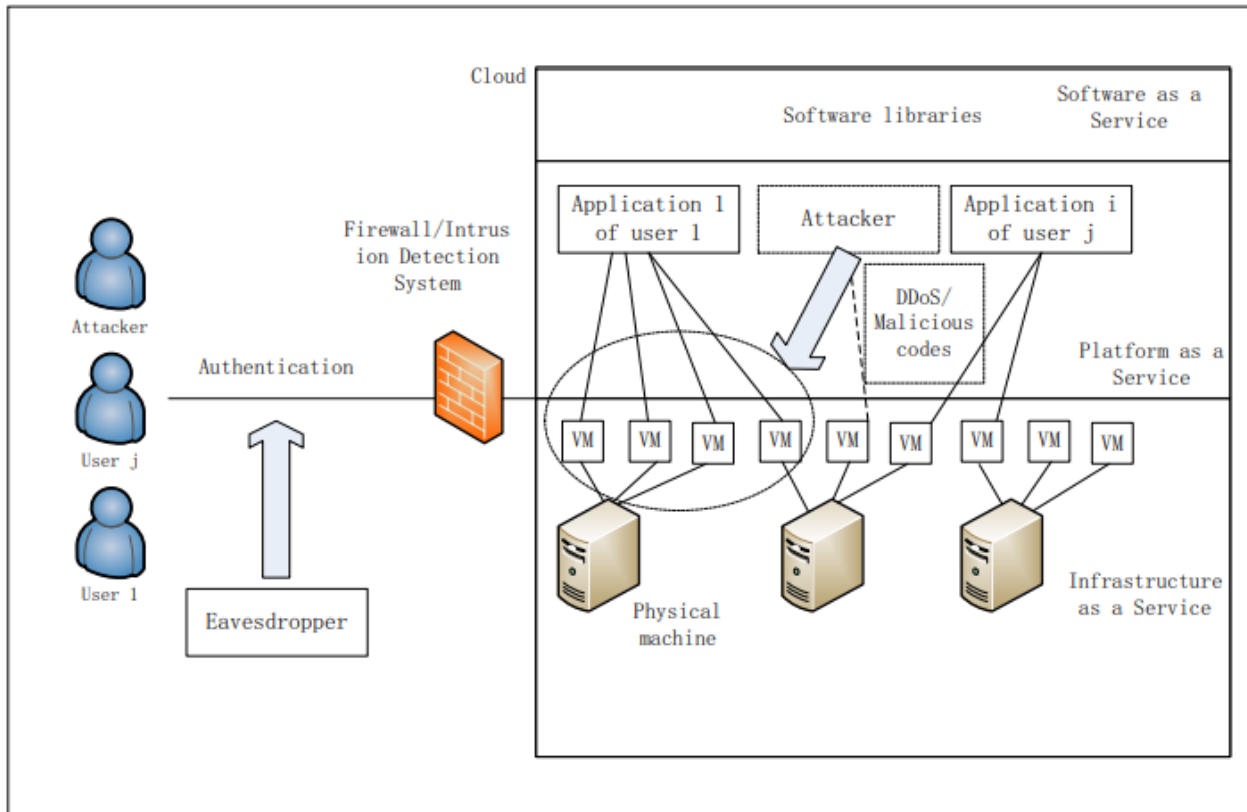 Cloud
Software as a
Service
Software libraries
Application 1
of user 1
Attacker
Application i
of user j
Firewall/Intrus
ion Detection
System
DDoS/
Malicious
codes
Attacker
Authentication
Platform as a
Service
User j
VM
VM
VM
VM
VM
VM
VM
VM
VM
User 1
Eavesdropper
Physical
machine
Infrastructure
as a Service